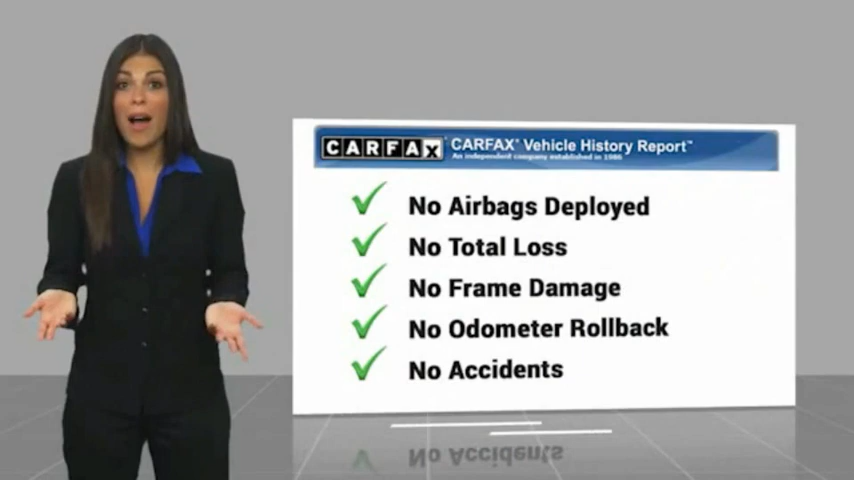 CARFAX CARFAX® Vehicle History Report™
An independent company established in 1986
No Airbags Deployed
No Total Loss
No Frame Damage
No Odometer Rollback
No Accidents
No Accidents